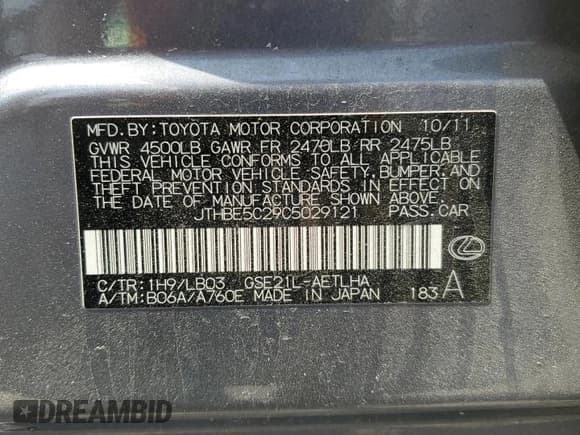 MFD. BY: TOYOTA MOTOR CORPORATION 10/11
GVWR 4500LB GAWR FR 2470LB RR 2475LB
THIS VEHICLE CONFORMS TO ALL APPLICABLE
FEDERAL MOTOR VEHICLE SAFETY, BUMPER, AND
THEFT PREVENTION STANDARDS IN EFFECT ON
THE DATE OF MANUFACTURE SHOWN ABOVE.
JTHBE5C29C5029121 PASS. CAR
C/TR: 1H9/LB03 GSE21L-AETLHA
A/TM: B06A/A760E MADE IN JAPAN 183 A
DREAMBID